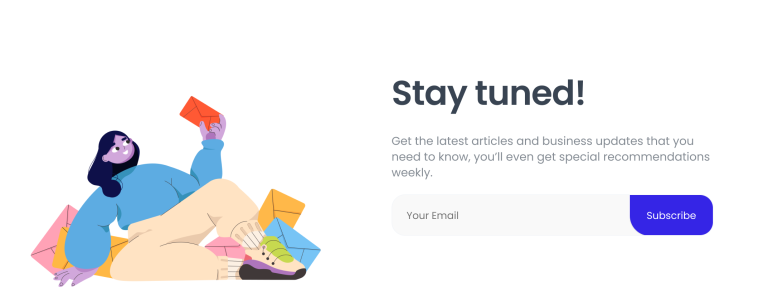 Stay tuned!
Get the latest articles and business updates that you
need to know, you'll even get special recommendations
weekly.
Your Email
Subscribe